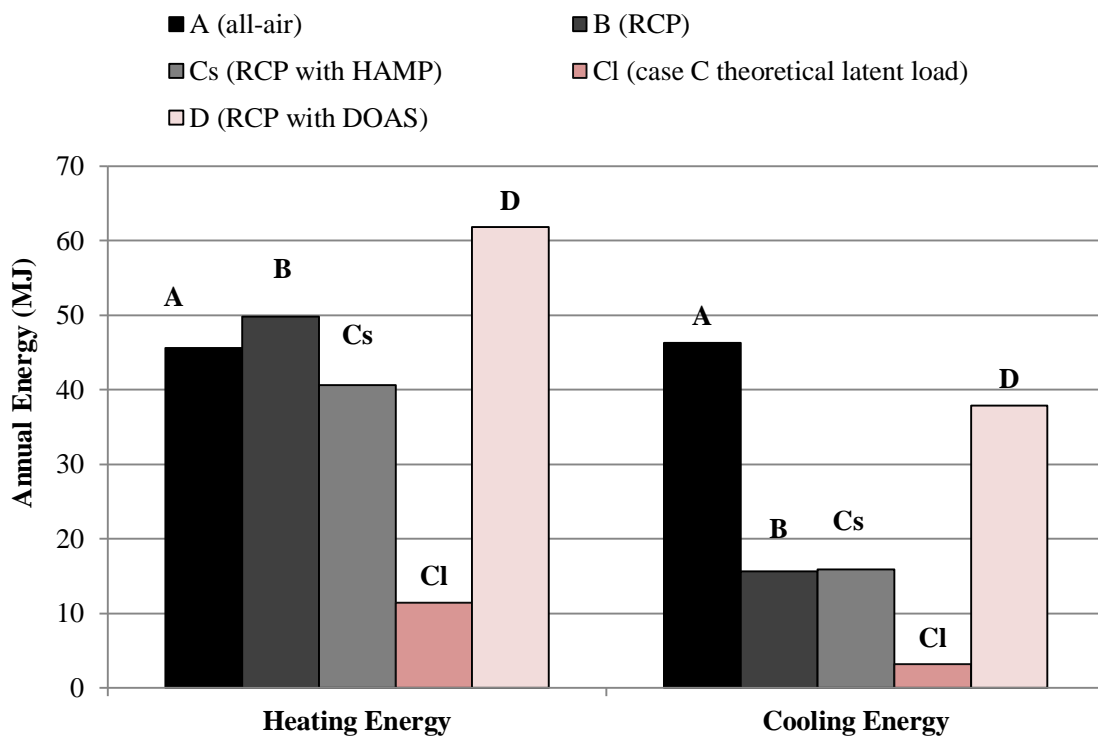 A (all-air)
B (RCP)
Cs (RCP with HAMP)
Cl (case C theoretical latent load)
D (RCP with DOAS)
Annual Energy (MJ)
70
60
50
40
30
20
10
0
A
B
Cs
Cl
D
A
B
Cs
Cl
D
Heating Energy
Cooling Energy